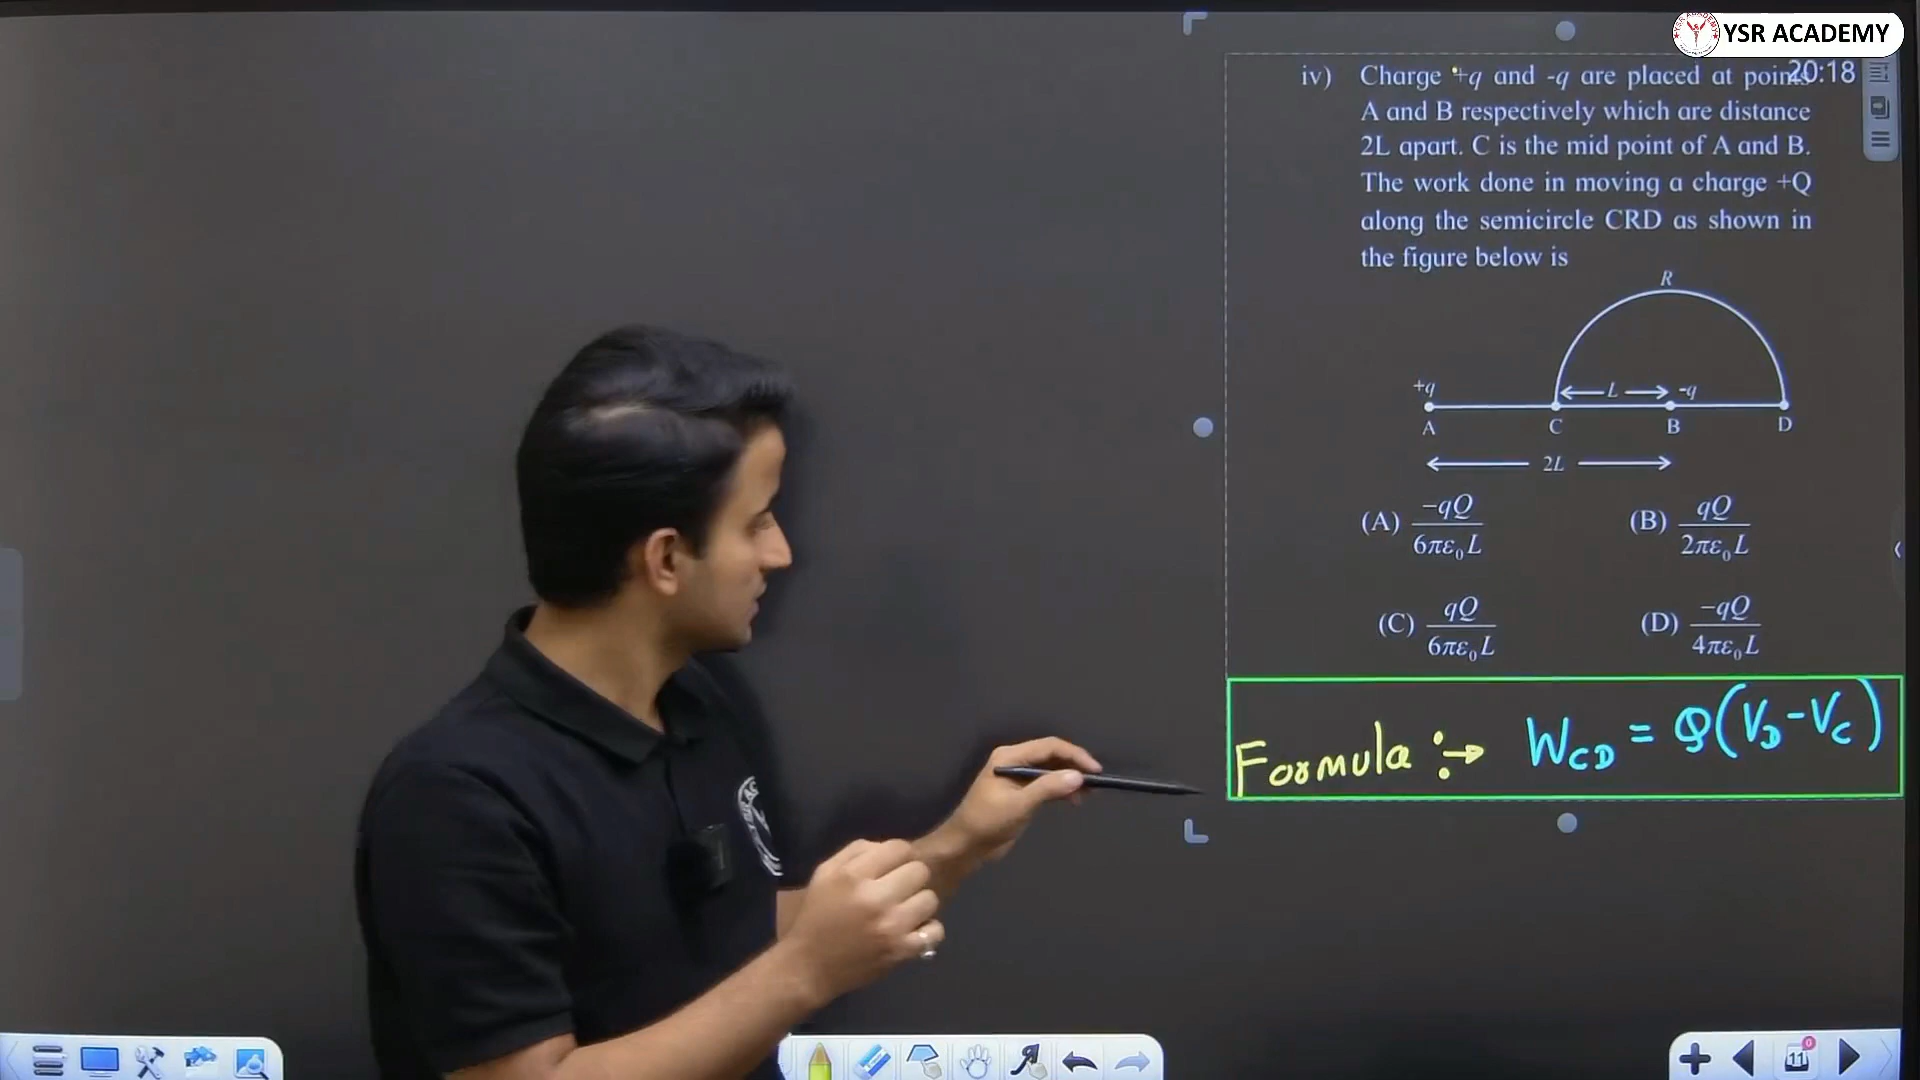 YSR ACADEMY
20:18
iv) Charge +q and -q are placed at points
A and B respectively which are distance
2L apart. C is the mid point of A and B.
The work done in moving a charge +Q
along the semicircle CRD as shown in
the figure below is
R
+q
L
-q
A
C
B
D
2L
(A) −qQ / 6πε₀L
(B) qQ / 2πε₀L
(C) qQ / 6πε₀L
(D) −qQ / 4πε₀L
Formula :→ W_CD = Q(V_D - V_C)
11
0